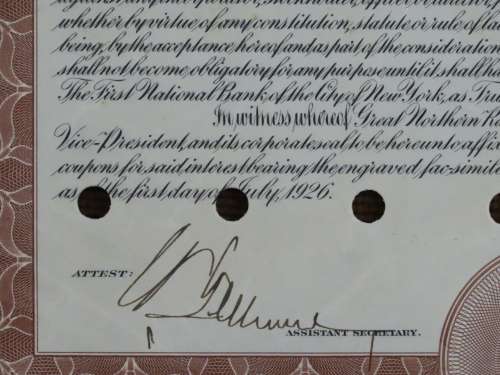 whether by virtue of any constitution, statute or rule of la
being, by the acceptance hereof and as part of the consideration
shall not become obligatory for any purpose until it shall ha
The First National Bank of the City of New York, as Tru
In witness whereof, Great Northern Ra
Vice-President, and its corporate seal to be hereunto affix
coupons for said interest bearing the engraved fac-simile
as of the first day of July, 1926.
ATTEST:
ASSISTANT SECRETARY.